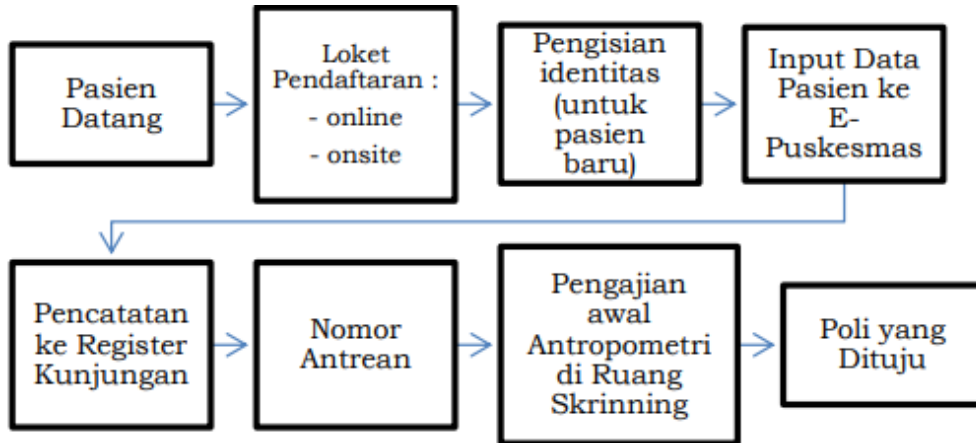 Pasien
Datang
Loket
Pendaftaran :
- online
- onsite
Pengisian
identitas
(untuk
pasien
baru)
Input Data
Pasien ke
E-
Puskesmas
Pencatatan
ke Register
Kunjungan
Nomor
Antrean
Pengajian
awal
Antropometri
di Ruang
Skrinning
Poli yang
Dituju